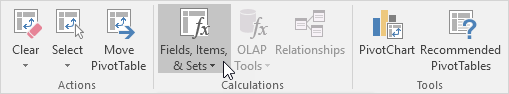 Clear
Select
Move
PivotTable
Actions
Fields, Items,
& Sets
OLAP
Tools
Relationships
Calculations
PivotChart
Recommended
PivotTables
Tools